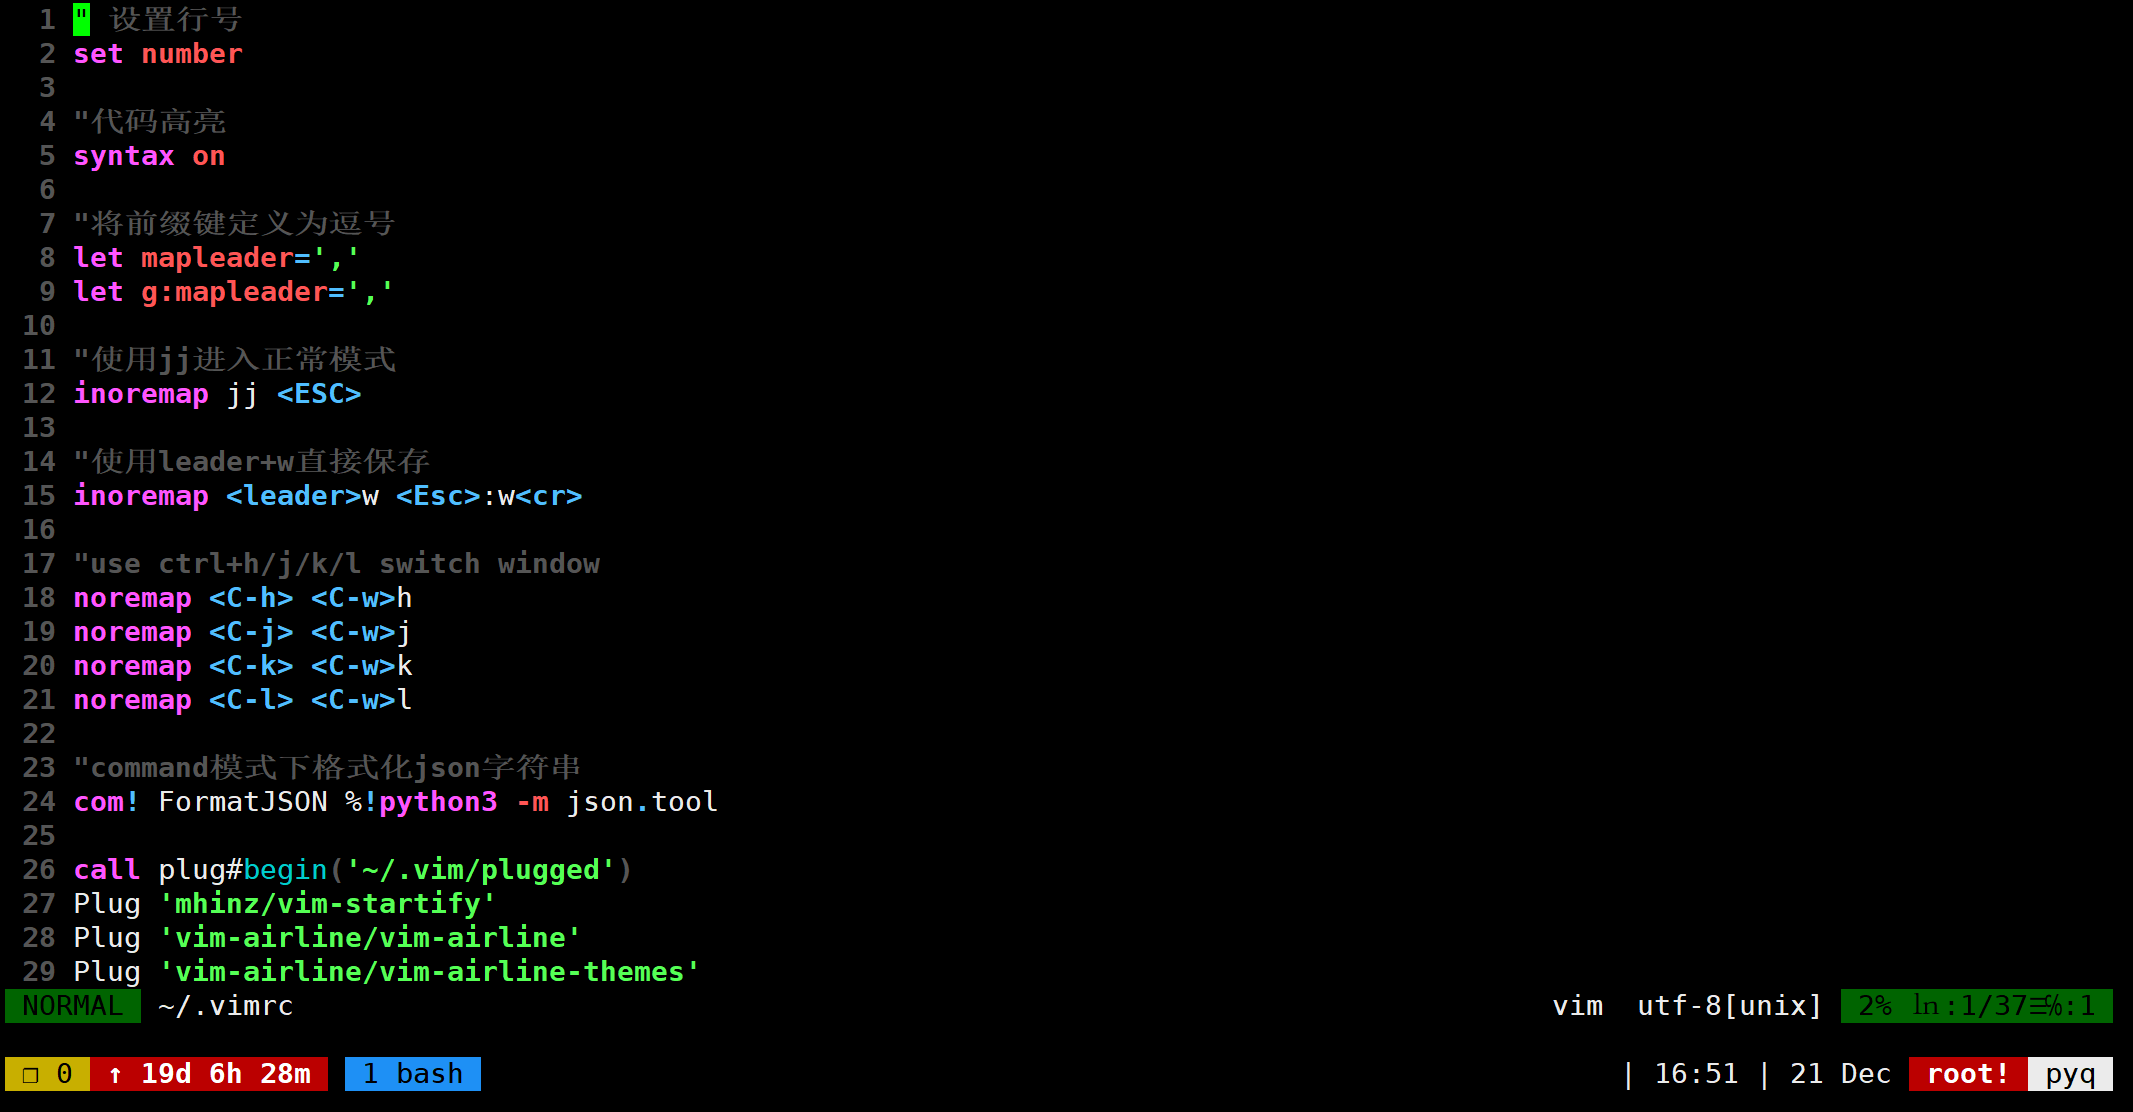 1 " 设置行号
2 set number
3
4 "代码高亮
5 syntax on
6
7 "将前缀键定义为逗号
8 let mapleader=','
9 let g:mapleader=','
10
11 "使用jj进入正常模式
12 inoremap jj <ESC>
13
14 "使用leader+w直接保存
15 inoremap <leader>w <Esc>:w<cr>
16
17 "use ctrl+h/j/k/l switch window
18 noremap <C-h> <C-w>h
19 noremap <C-j> <C-w>j
20 noremap <C-k> <C-w>k
21 noremap <C-l> <C-w>l
22
23 "command模式下格式化json字符串
24 com! FormatJSON %!python3 -m json.tool
25
26 call plug#begin('~/.vim/plugged')
27 Plug 'mhinz/vim-startify'
28 Plug 'vim-airline/vim-airline'
29 Plug 'vim-airline/vim-airline-themes'
NORMAL ~/.vimrc vim utf-8[unix] 2% ln:1/37☰℅:1
❐ 0 ↑ 19d 6h 28m 1 bash | 16:51 | 21 Dec root! pyq